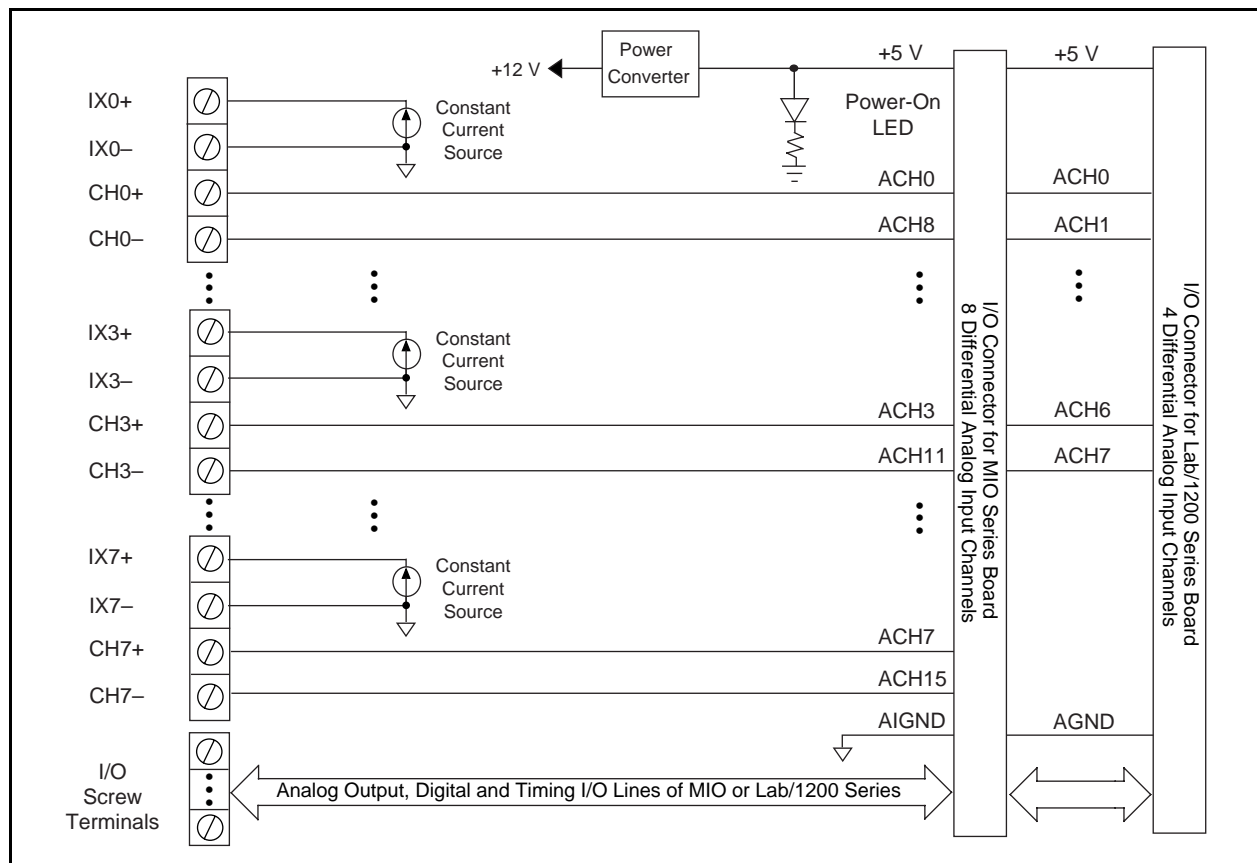 +12 V
Power
Converter
+5 V
+5 V
Power-On
LED
IX0+
IX0–
Constant
Current
Source
CH0+
ACH0
ACH0
CH0–
ACH8
ACH1
IX3+
IX3–
Constant
Current
Source
CH3+
ACH3
ACH6
CH3–
ACH11
ACH7
IX7+
IX7–
Constant
Current
Source
CH7+
ACH7
CH7–
ACH15
AIGND
AGND
I/O
Screw
Terminals
Analog Output, Digital and Timing I/O Lines of MIO or Lab/1200 Series
I/O Connector for MIO Series Board
8 Differential Analog Input Channels
I/O Connector for Lab/1200 Series Board
4 Differential Analog Input Channels